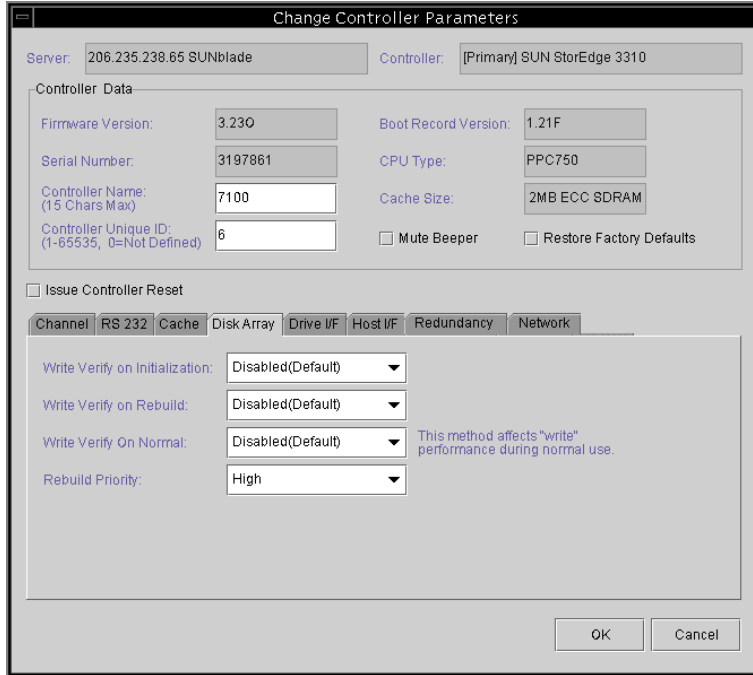 Change Controller Parameters
Server: 206.235.238.65 SUNblade Controller: [Primary] SUN StorEdge 3310
Controller Data
Firmware Version: 3.23O Boot Record Version: 1.21F
Serial Number: 3197861 CPU Type: PPC750
Controller Name:
(15 Chars Max) 7100 Cache Size: 2MB ECC SDRAM
Controller Unique ID:
(1-65535, 0=Not Defined) 6 Mute Beeper Restore Factory Defaults
Issue Controller Reset
Channel RS 232 Cache Disk Array Drive I/F Host I/F Redundancy Network
Write Verify on Initialization: Disabled(Default)
Write Verify on Rebuild: Disabled(Default)
Write Verify On Normal: Disabled(Default) This method affects "write"
performance during normal use.
Rebuild Priority: High
OK Cancel